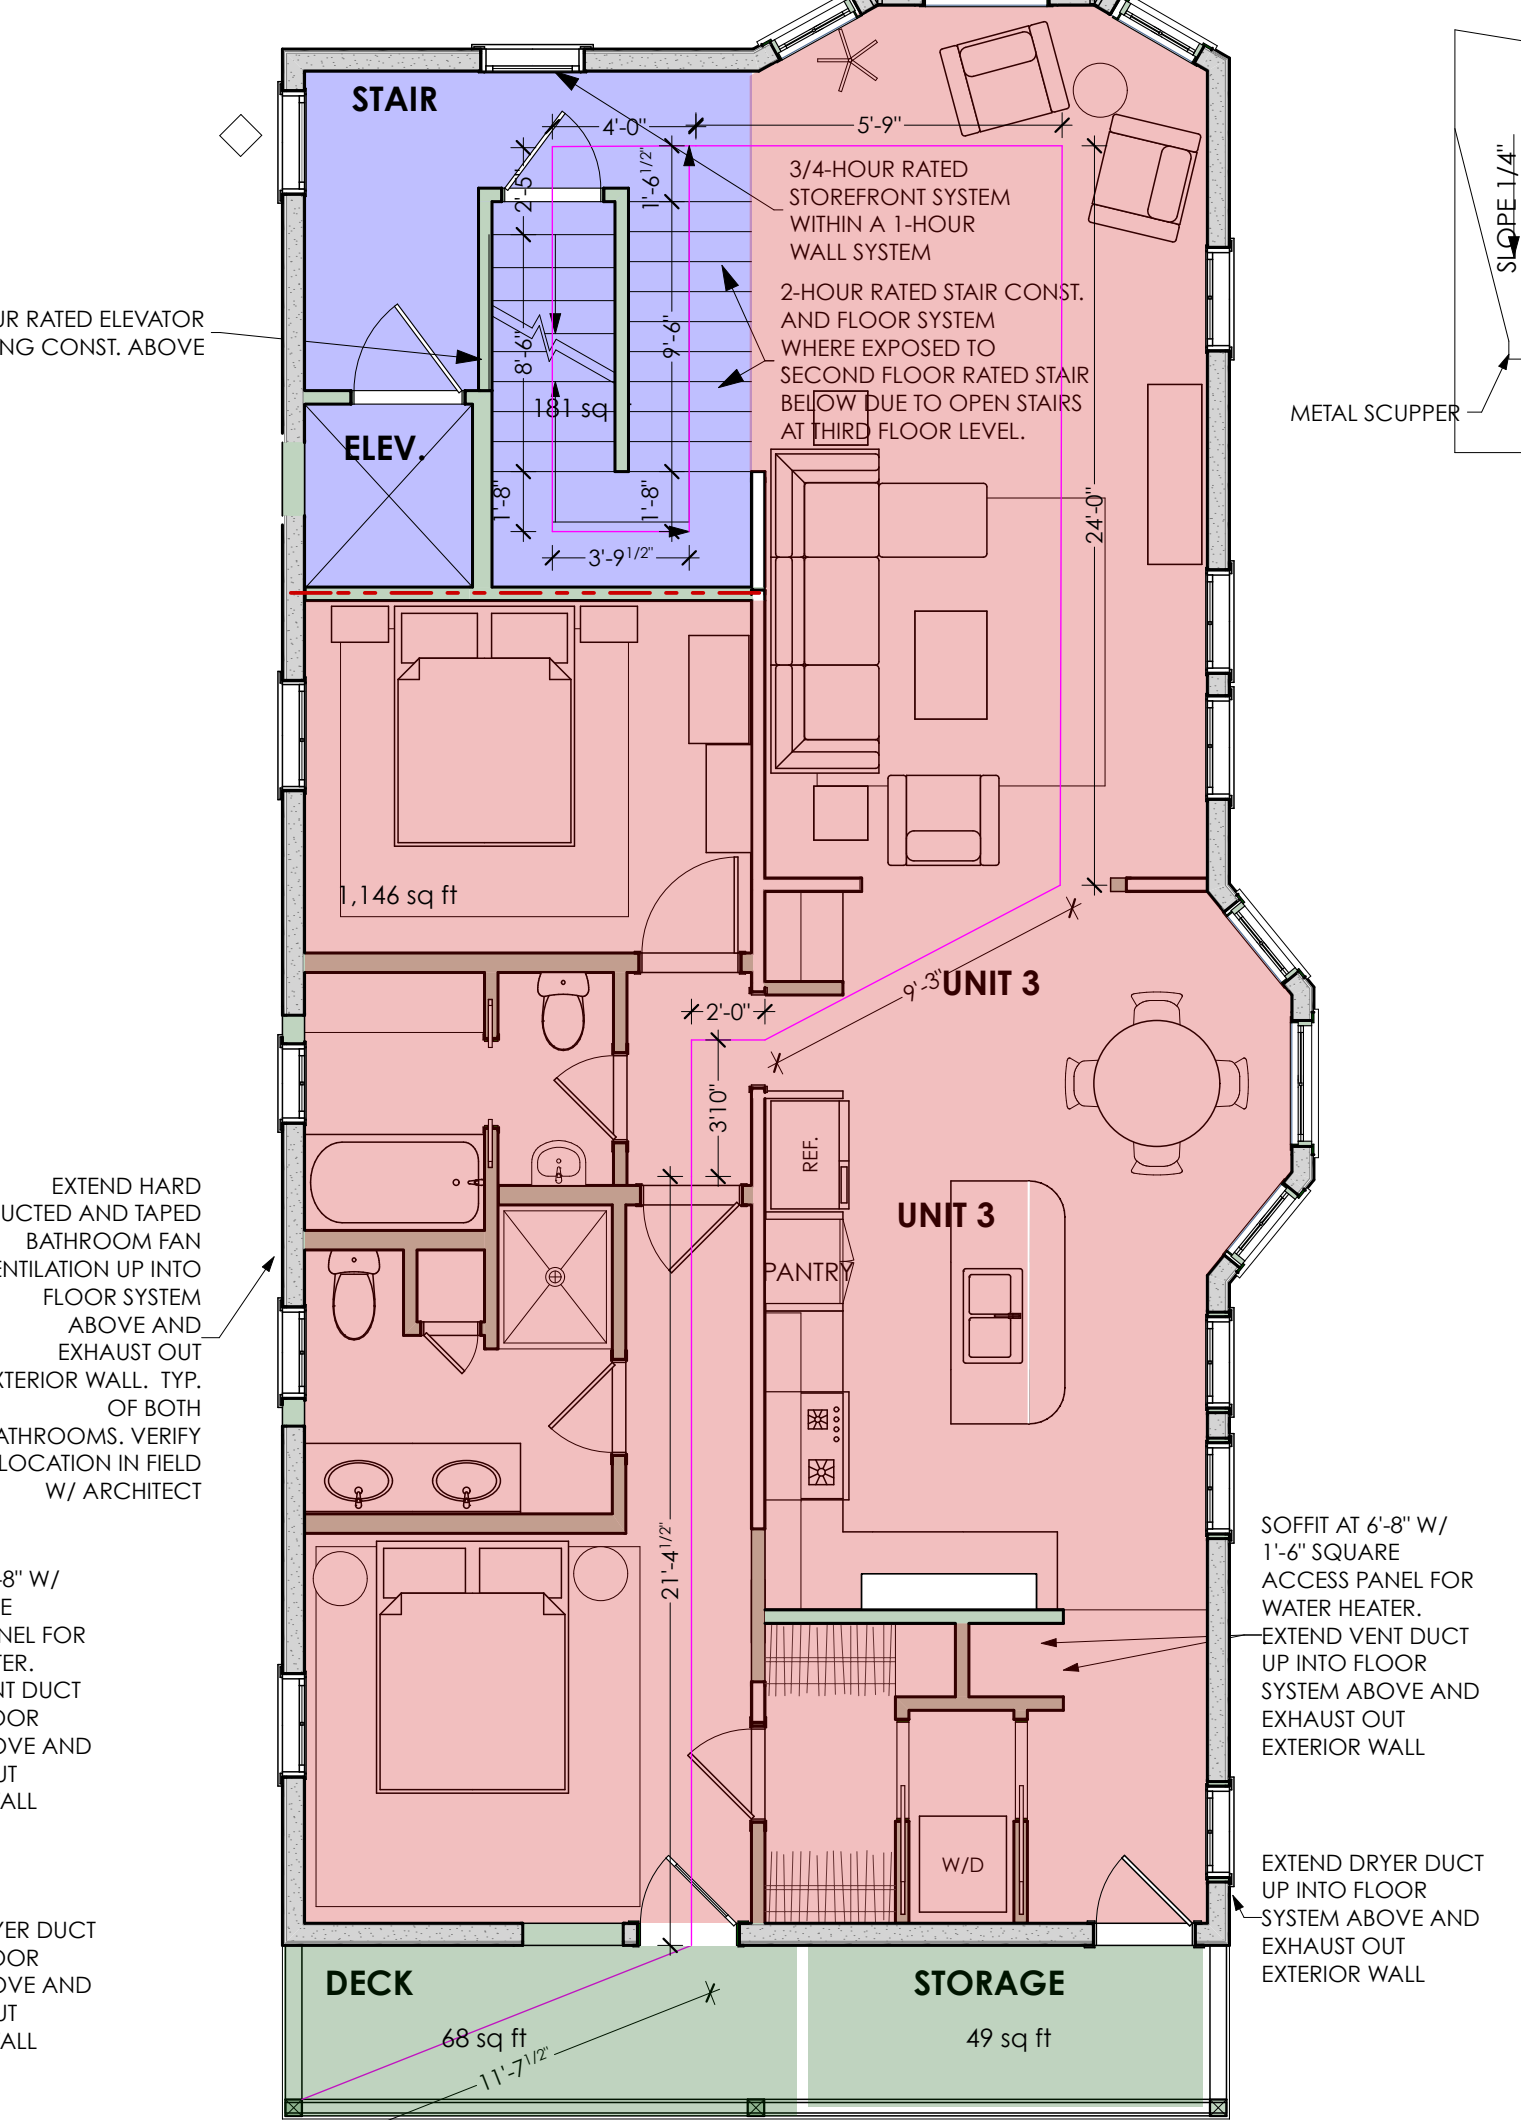 STAIR
4'-0"
5'-9"
2'-5"
1'-6 1/2"
3/4-HOUR RATED
STOREFRONT SYSTEM
WITHIN A 1-HOUR
WALL SYSTEM
SLOPE 1/4"
2-HOUR RATED STAIR CONST.
AND FLOOR SYSTEM
WHERE EXPOSED TO
SECOND FLOOR RATED STAIR
BELOW DUE TO OPEN STAIRS
AT THIRD FLOOR LEVEL.
UR RATED ELEVATOR
NG CONST. ABOVE
8'-6"
9'-6"
181 sq
METAL SCUPPER
ELEV.
1'-8"
1'-8"
24'-0"
3'-9 1/2"
1,146 sq ft
9'-3"
UNIT 3
2'-0"
3'10"
REF.
UNIT 3
PANTRY
EXTEND HARD
UCTED AND TAPED
BATHROOM FAN
ENTILATION UP INTO
FLOOR SYSTEM
ABOVE AND
EXHAUST OUT
XTERIOR WALL. TYP.
OF BOTH
ATHROOMS. VERIFY
LOCATION IN FIELD
W/ ARCHITECT
21'-4 1/2"
SOFFIT AT 6'-8" W/
1'-6" SQUARE
ACCESS PANEL FOR
WATER HEATER.
EXTEND VENT DUCT
UP INTO FLOOR
SYSTEM ABOVE AND
EXHAUST OUT
EXTERIOR WALL
-8" W/
E
NEL FOR
TER.
NT DUCT
OOR
OVE AND
UT
ALL
W/D
EXTEND DRYER DUCT
UP INTO FLOOR
SYSTEM ABOVE AND
EXHAUST OUT
EXTERIOR WALL
YER DUCT
OOR
OVE AND
UT
ALL
DECK
68 sq ft
11'-7 1/2"
STORAGE
49 sq ft